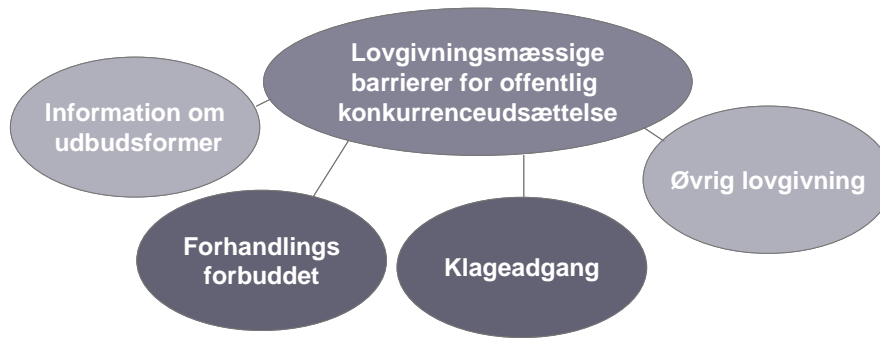 Lovgivningsmæssige
barrierer for offentlig
konkurrenceudsættelse
Information om
udbudsformer
Øvrig lovgivning
Forhandlings
forbuddet
Klageadgang